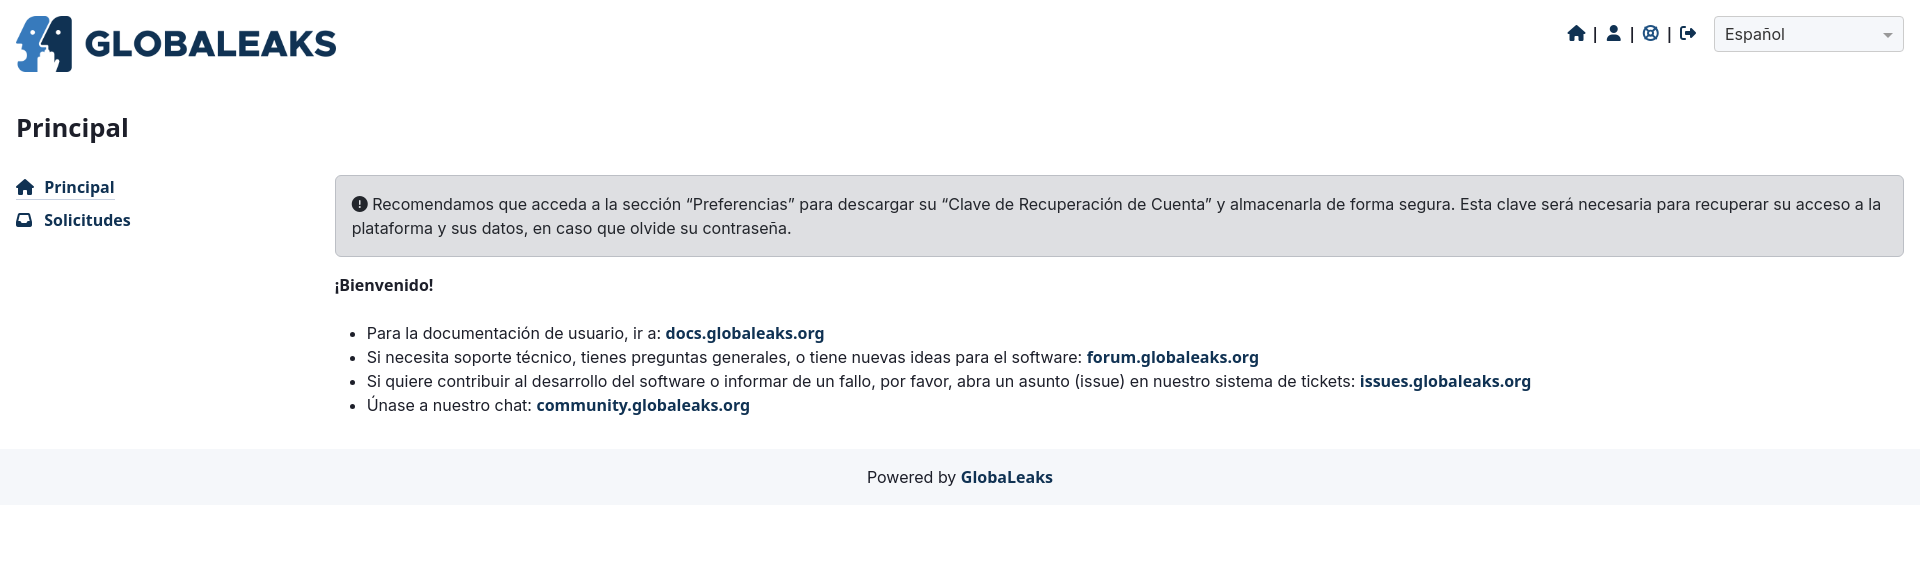 GLOBALEAKS
| | | Español
Principal
Principal
Solicitudes
Recomendamos que acceda a la sección “Preferencias” para descargar su “Clave de Recuperación de Cuenta” y almacenarla de forma segura. Esta clave será necesaria para recuperar su acceso a la
plataforma y sus datos, en caso que olvide su contraseña.
¡Bienvenido!
• Para la documentación de usuario, ir a: docs.globaleaks.org
• Si necesita soporte técnico, tienes preguntas generales, o tiene nuevas ideas para el software: forum.globaleaks.org
• Si quiere contribuir al desarrollo del software o informar de un fallo, por favor, abra un asunto (issue) en nuestro sistema de tickets: issues.globaleaks.org
• Únase a nuestro chat: community.globaleaks.org
Powered by GlobaLeaks